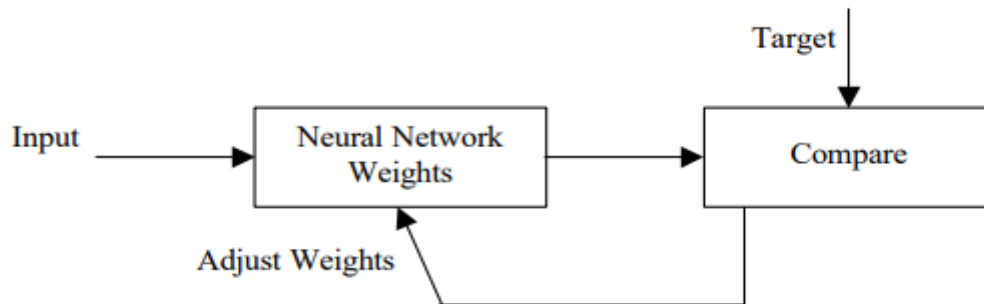 Target
Input
Neural Network
Weights
Compare
Adjust Weights